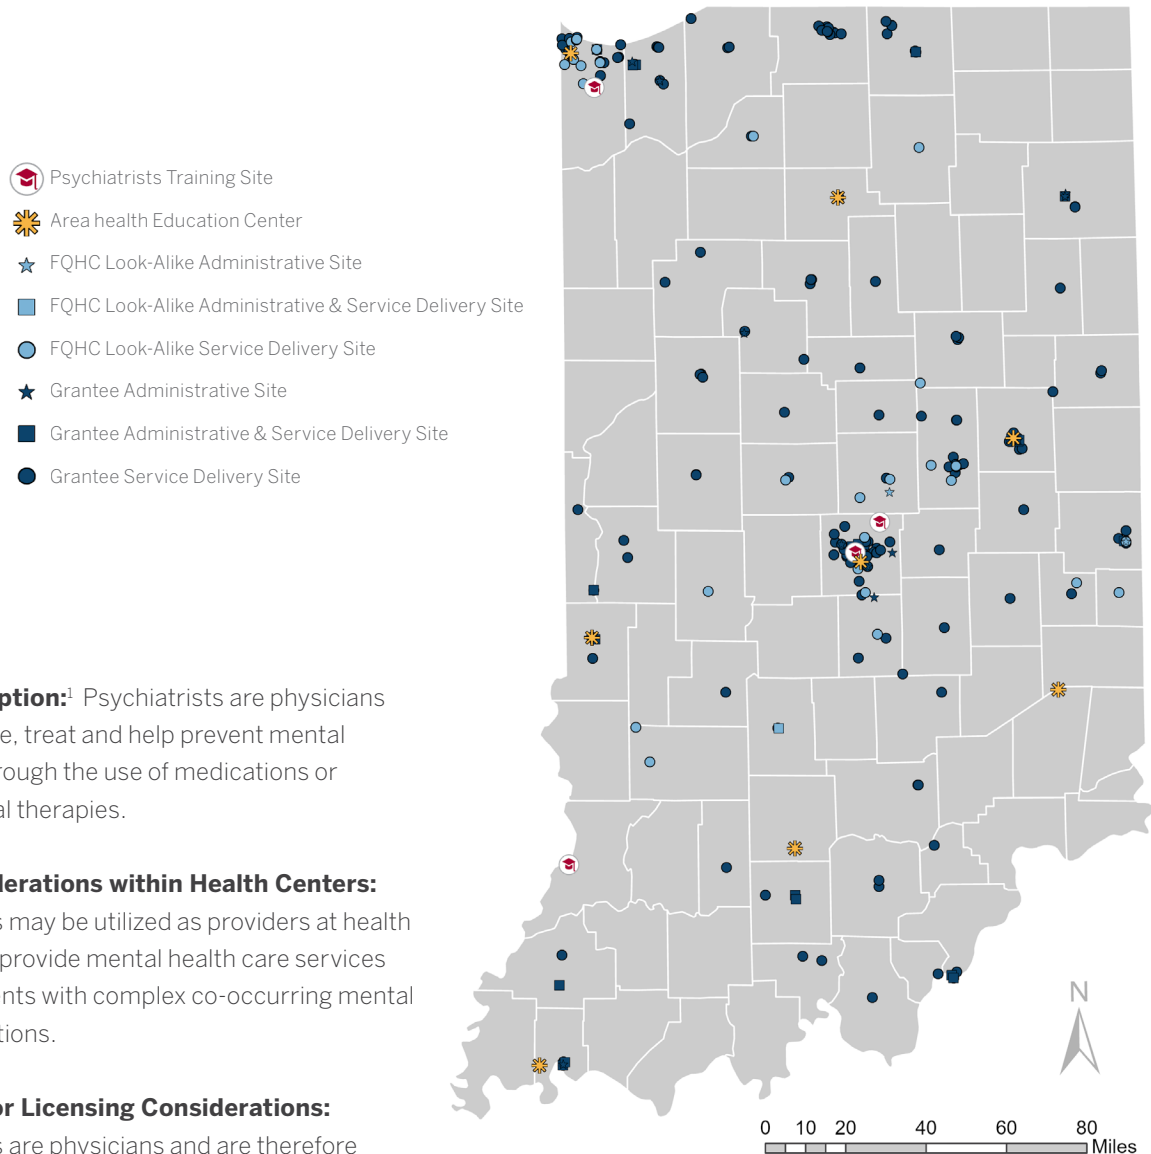 Psychiatrists Training Site
Area health Education Center
FQHC Look-Alike Administrative Site
FQHC Look-Alike Administrative & Service Delivery Site
FQHC Look-Alike Service Delivery Site
Grantee Administrative Site
Grantee Administrative & Service Delivery Site
Grantee Service Delivery Site
ption:1 Psychiatrists are physicians
e, treat and help prevent mental
rough the use of medications or
al therapies.
derations within Health Centers:
s may be utilized as providers at health
provide mental health care services
ents with complex co-occurring mental
tions.
or Licensing Considerations:
s are physicians and are therefore
N
0 10 20 40 60 80
Miles